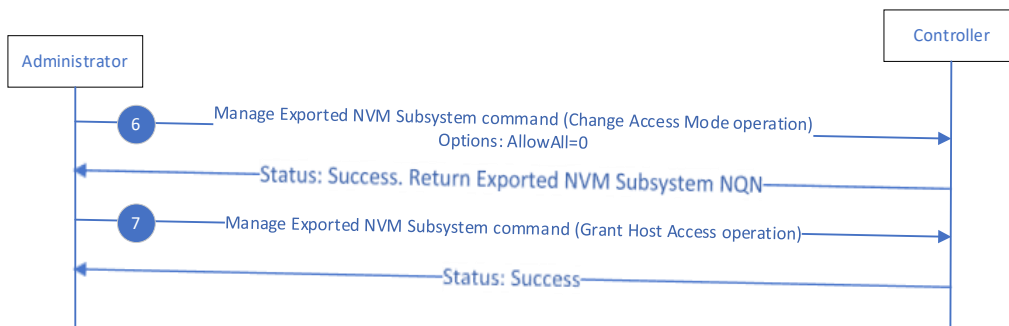 Controller
Administrator
6
Manage Exported NVM Subsystem command (Change Access Mode operation)
Options: AllowAll=0
Status: Success. Return Exported NVM Subsystem NQN
7
Manage Exported NVM Subsystem command (Grant Host Access operation)
Status: Success